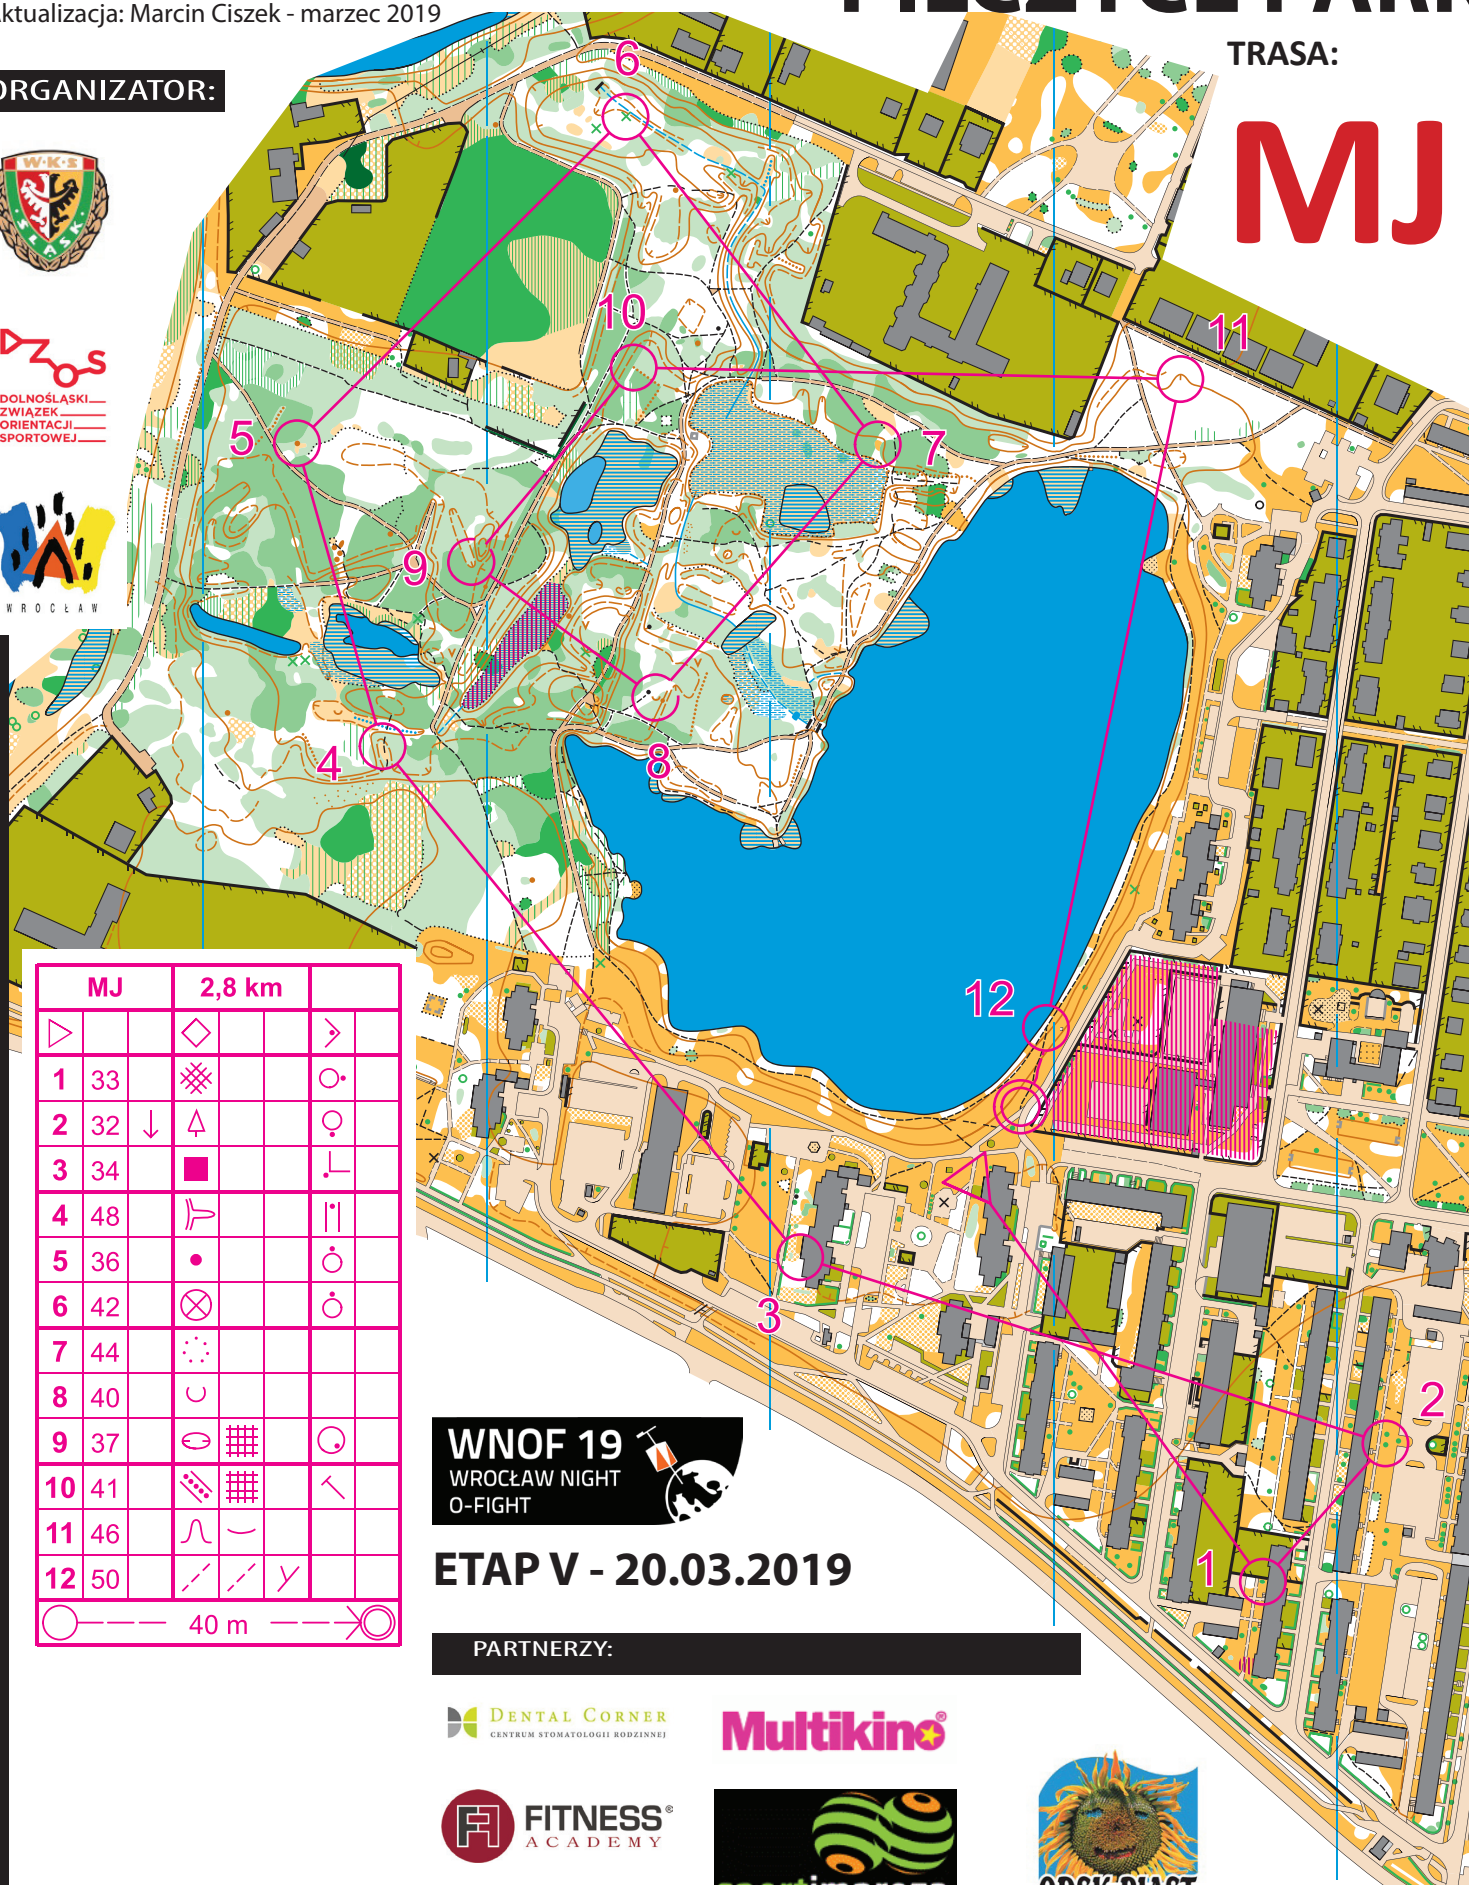 ktualizacja: Marcin Ciszek - marzec 2019
TRASA:
MJ
ORGANIZATOR:
W·K·S
ŚLĄSK
DZOS
DOLNOŚLĄSKI
ZWIĄZEK
ORIENTACJI
SPORTOWEJ
WROCŁAW
6
10
11
5
7
9
4
8
12
3
2
1
MJ 2,8 km
1 33
2 32
3 34
4 48
5 36
6 42
7 44
8 40
9 37
10 41
11 46
12 50
40 m
WNOF 19
WROCŁAW NIGHT
O-FIGHT
ETAP V - 20.03.2019
PARTNERZY:
DENTAL CORNER
CENTRUM STOMATOLOGII RODZINNEJ
Multikino®
FITNESS®
ACADEMY